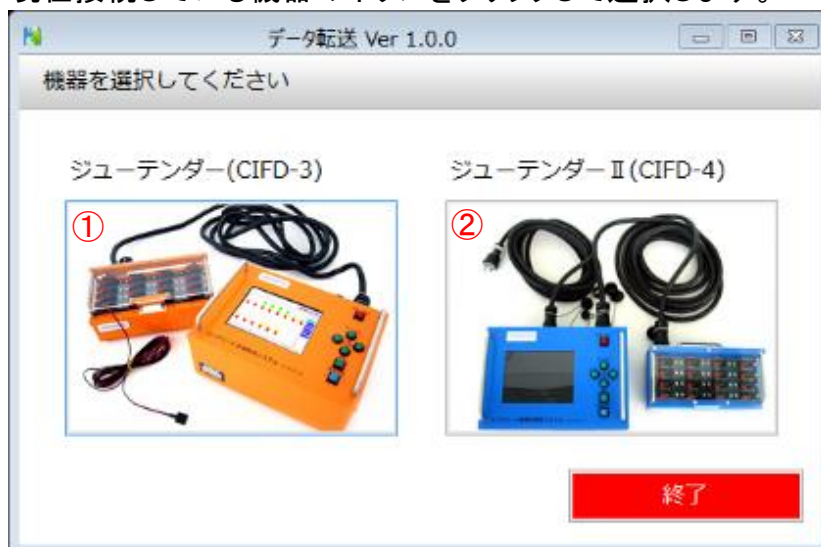 データ転送 Ver 1.0.0
機器を選択してください
ジューテンダー(CIFD-3)
ジューテンダーⅡ(CIFD-4)
①
②
終了